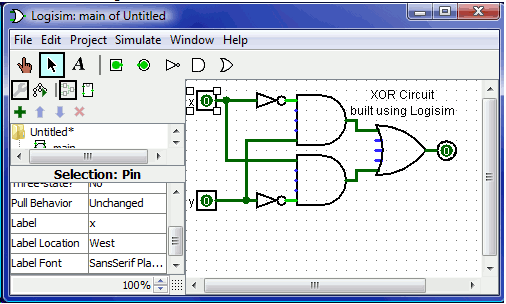 Logisim: main of Untitled
File Edit Project Simulate Window Help
A
Untitled*
main
Selection: Pin
Three-state? No
Pull Behavior Unchanged
Label x
Label Location West
Label Font SansSerif Pla...
100%
x 0
XOR Circuit
built using Logisim
0
y 0